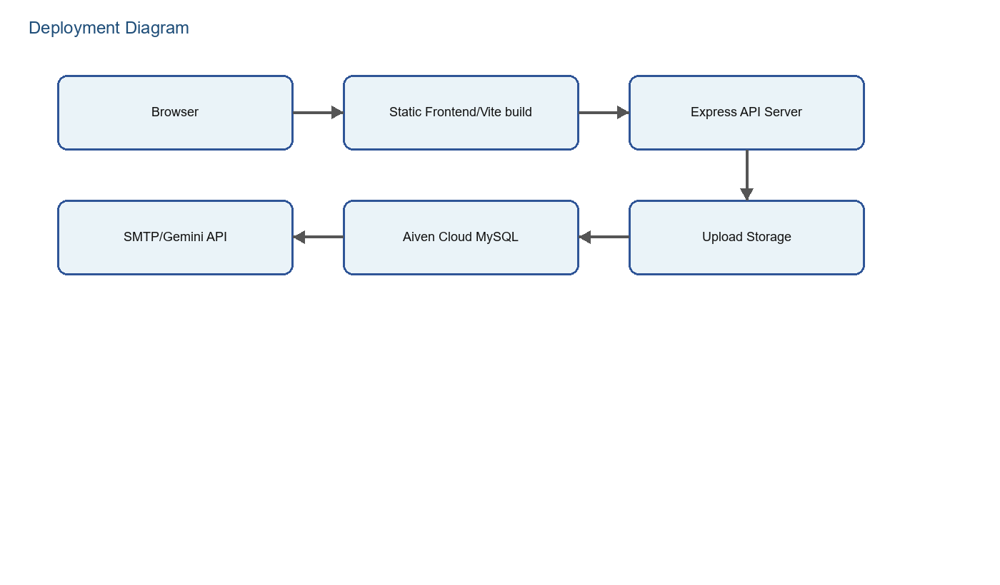 Deployment Diagram
Browser
Static Frontend/Vite build
Express API Server
SMTP/Gemini API
Aiven Cloud MySQL
Upload Storage